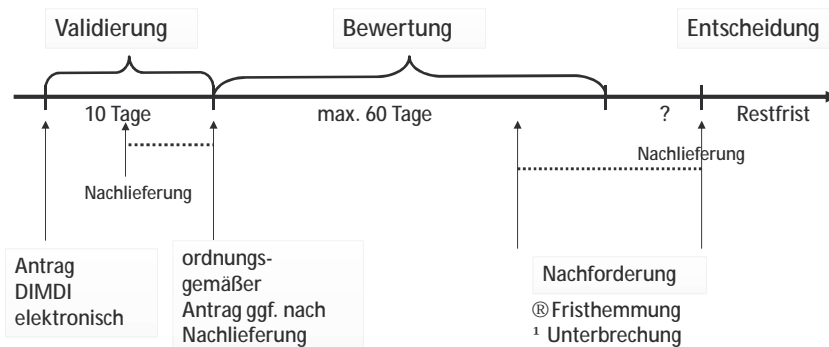 Validierung
Bewertung
Entscheidung
10 Tage
max. 60 Tage
?
Restfrist
Nachlieferung
Nachlieferung
Antrag
DIMDI
elektronisch
ordnungs-
gemäßer
Antrag ggf. nach
Nachlieferung
Nachforderung
® Fristhemmung
¹ Unterbrechung